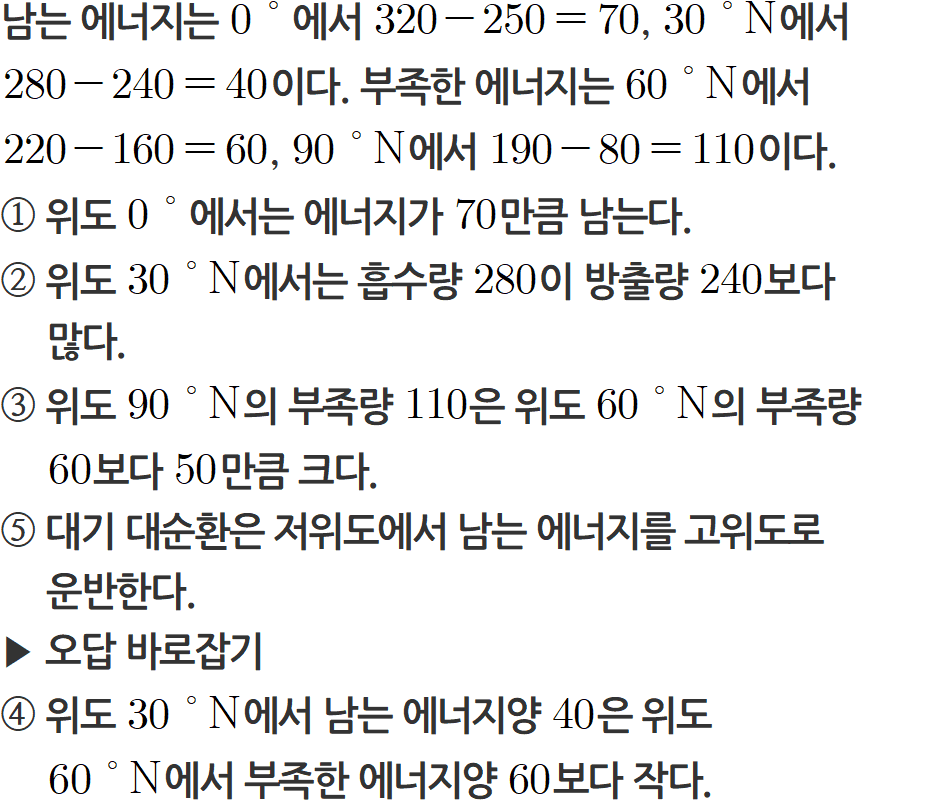 남는 에너지는 0°에서 320−250=70, 30°N에서
280−240=40이다. 부족한 에너지는 60°N에서
220−160=60, 90°N에서 190−80=110이다.
① 위도 0°에서는 에너지가 70만큼 남는다.
② 위도 30°N에서는 흡수량 280이 방출량 240보다
많다.
③ 위도 90°N의 부족량 110은 위도 60°N의 부족량
60보다 50만큼 크다.
⑤ 대기 대순환은 저위도에서 남는 에너지를 고위도로
운반한다.
▶ 오답 바로잡기
④ 위도 30°N에서 남는 에너지양 40은 위도
60°N에서 부족한 에너지양 60보다 작다.